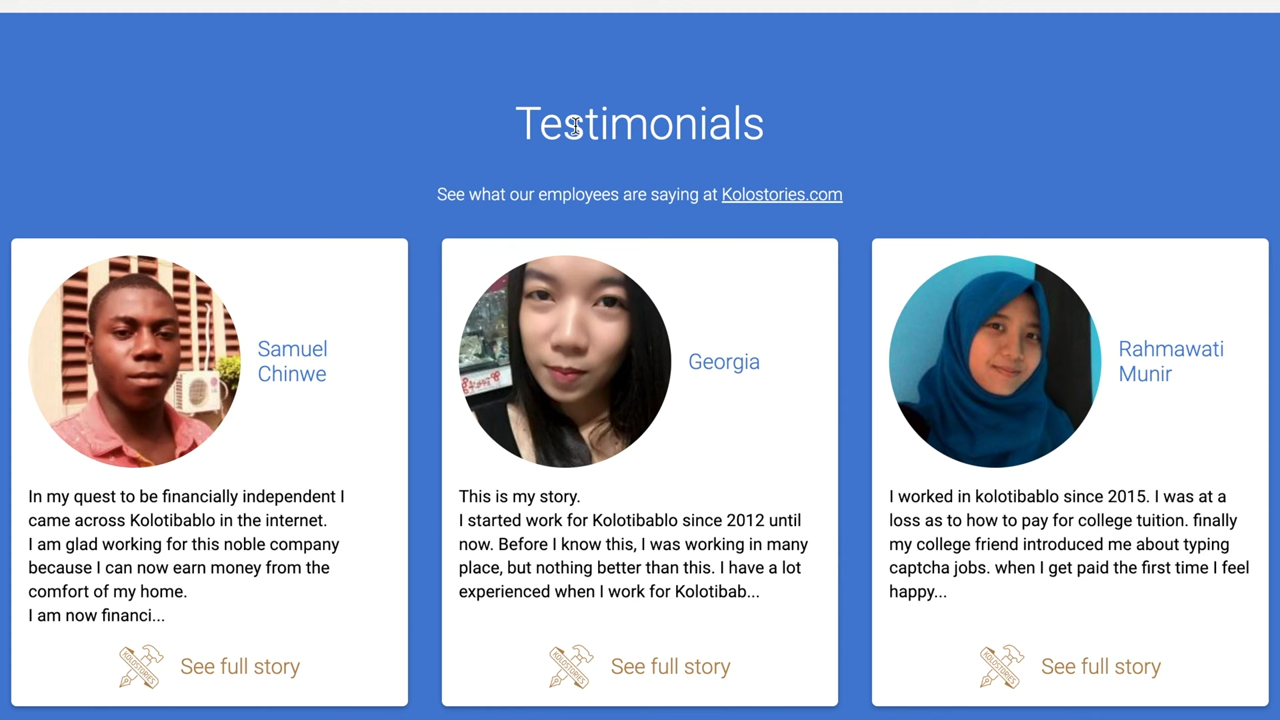 Testimonials
See what our employees are saying at Kolostories.com
Samuel
Chinwe
In my quest to be financially independent I
came across Kolotibablo in the internet.
I am glad working for this noble company
because I can now earn money from the
comfort of my home.
I am now financi...
KOLOSTORIES
See full story
Georgia
This is my story.
I started work for Kolotibablo since 2012 until
now. Before I know this, I was working in many
place, but nothing better than this. I have a lot
experienced when I work for Kolotibab...
KOLOSTORIES
See full story
Rahmawati
Munir
I worked in kolotibablo since 2015. I was at a
loss as to how to pay for college tuition. finally
my college friend introduced me about typing
captcha jobs. when I get paid the first time I feel
happy...
KOLOSTORIES
See full story